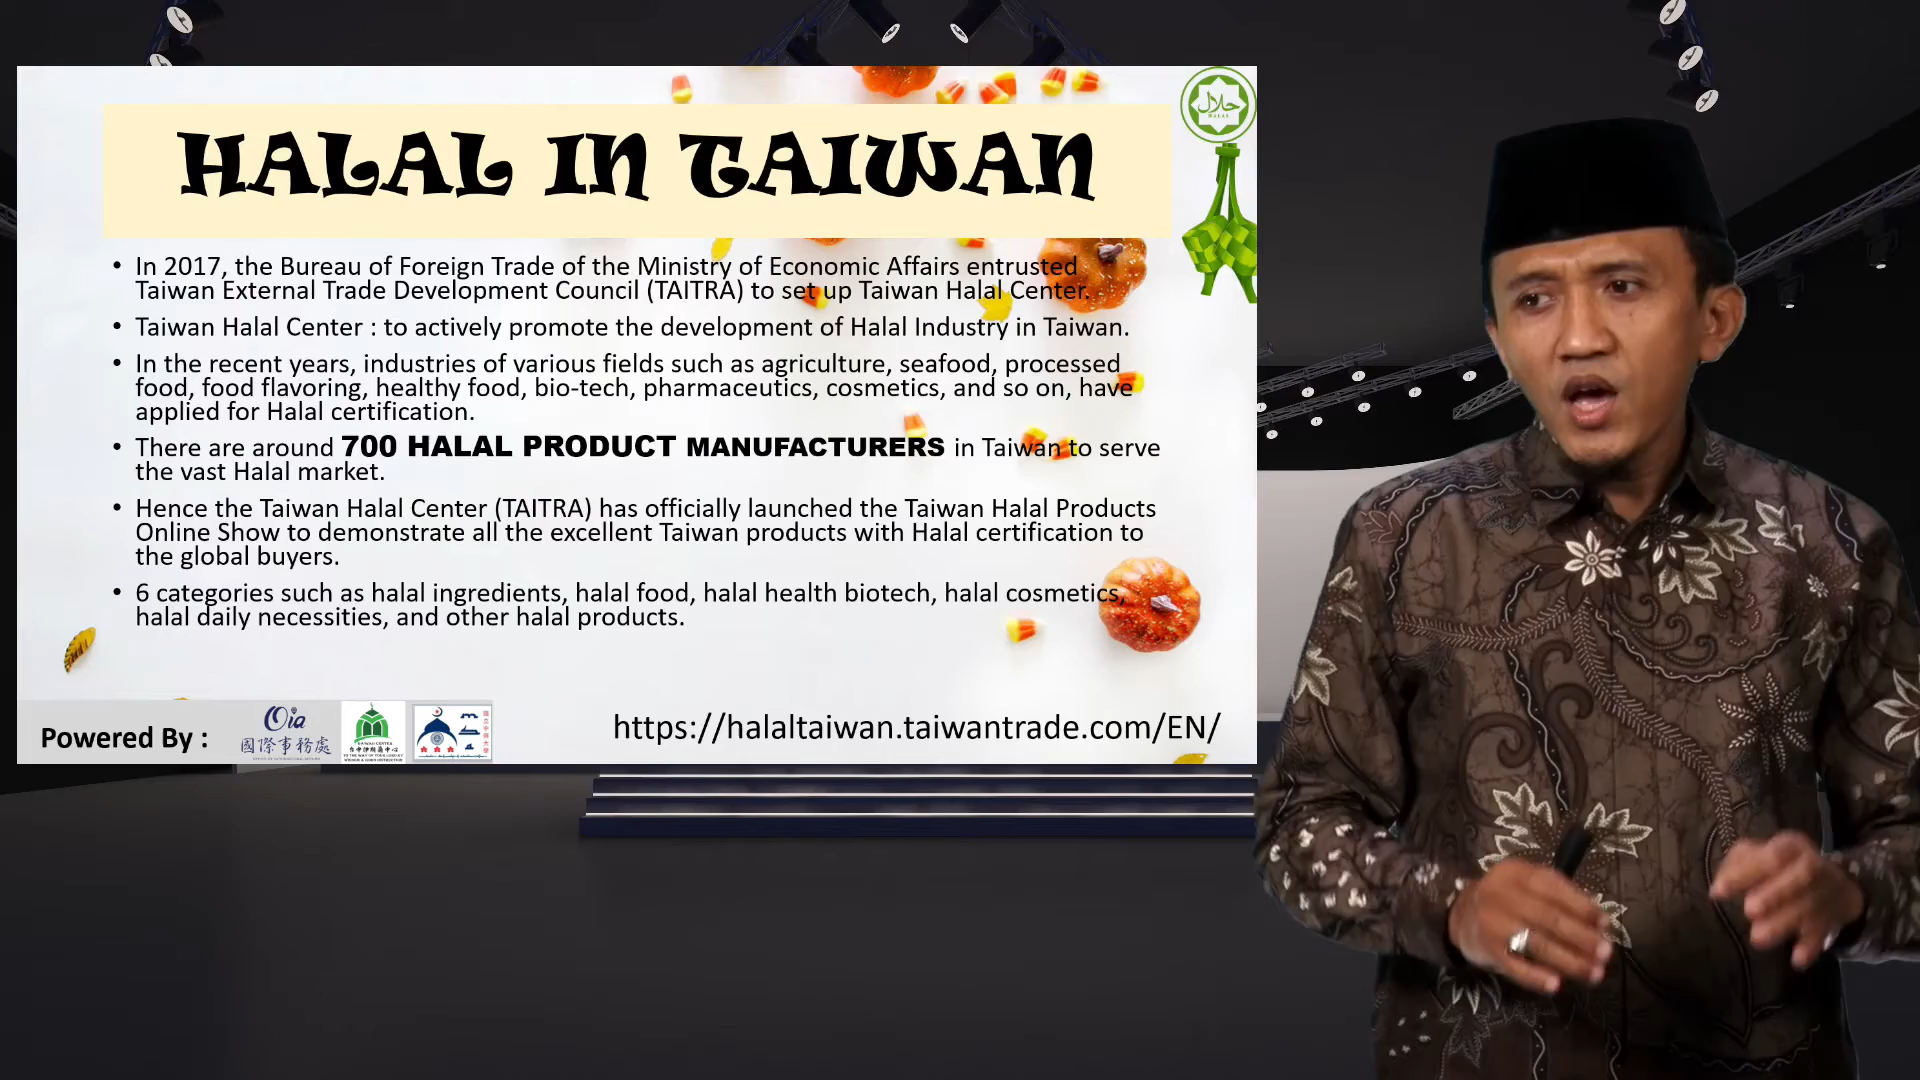 حلال
HALAL
HALAL IN TAIWAN
• In 2017, the Bureau of Foreign Trade of the Ministry of Economic Affairs entrusted
Taiwan External Trade Development Council (TAITRA) to set up Taiwan Halal Center.
• Taiwan Halal Center : to actively promote the development of Halal Industry in Taiwan.
• In the recent years, industries of various fields such as agriculture, seafood, processed
food, food flavoring, healthy food, bio-tech, pharmaceutics, cosmetics, and so on, have
applied for Halal certification.
• There are around 700 HALAL PRODUCT MANUFACTURERS in Taiwan to serve
the vast Halal market.
• Hence the Taiwan Halal Center (TAITRA) has officially launched the Taiwan Halal Products
Online Show to demonstrate all the excellent Taiwan products with Halal certification to
the global buyers.
• 6 categories such as halal ingredients, halal food, halal health biotech, halal cosmetics,
halal daily necessities, and other halal products.
Powered By :
Oia
國際事務處
https://halaltaiwan.taiwantrade.com/EN/